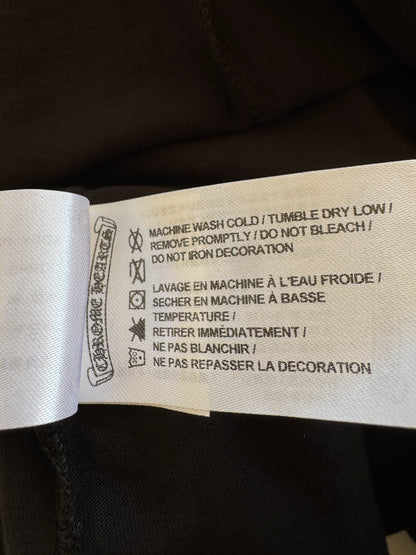 CHROME HEARTS
MACHINE WASH COLD / TUMBLE DRY LOW /
REMOVE PROMPTLY / DO NOT BLEACH /
DO NOT IRON DECORATION
LAVAGE EN MACHINE À L'EAU FROIDE /
SECHER EN MACHINE À BASSE
TEMPERATURE /
RETIRER IMMÉDIATEMENT /
NE PAS BLANCHIR /
NE PAS REPASSER LA DECORATION